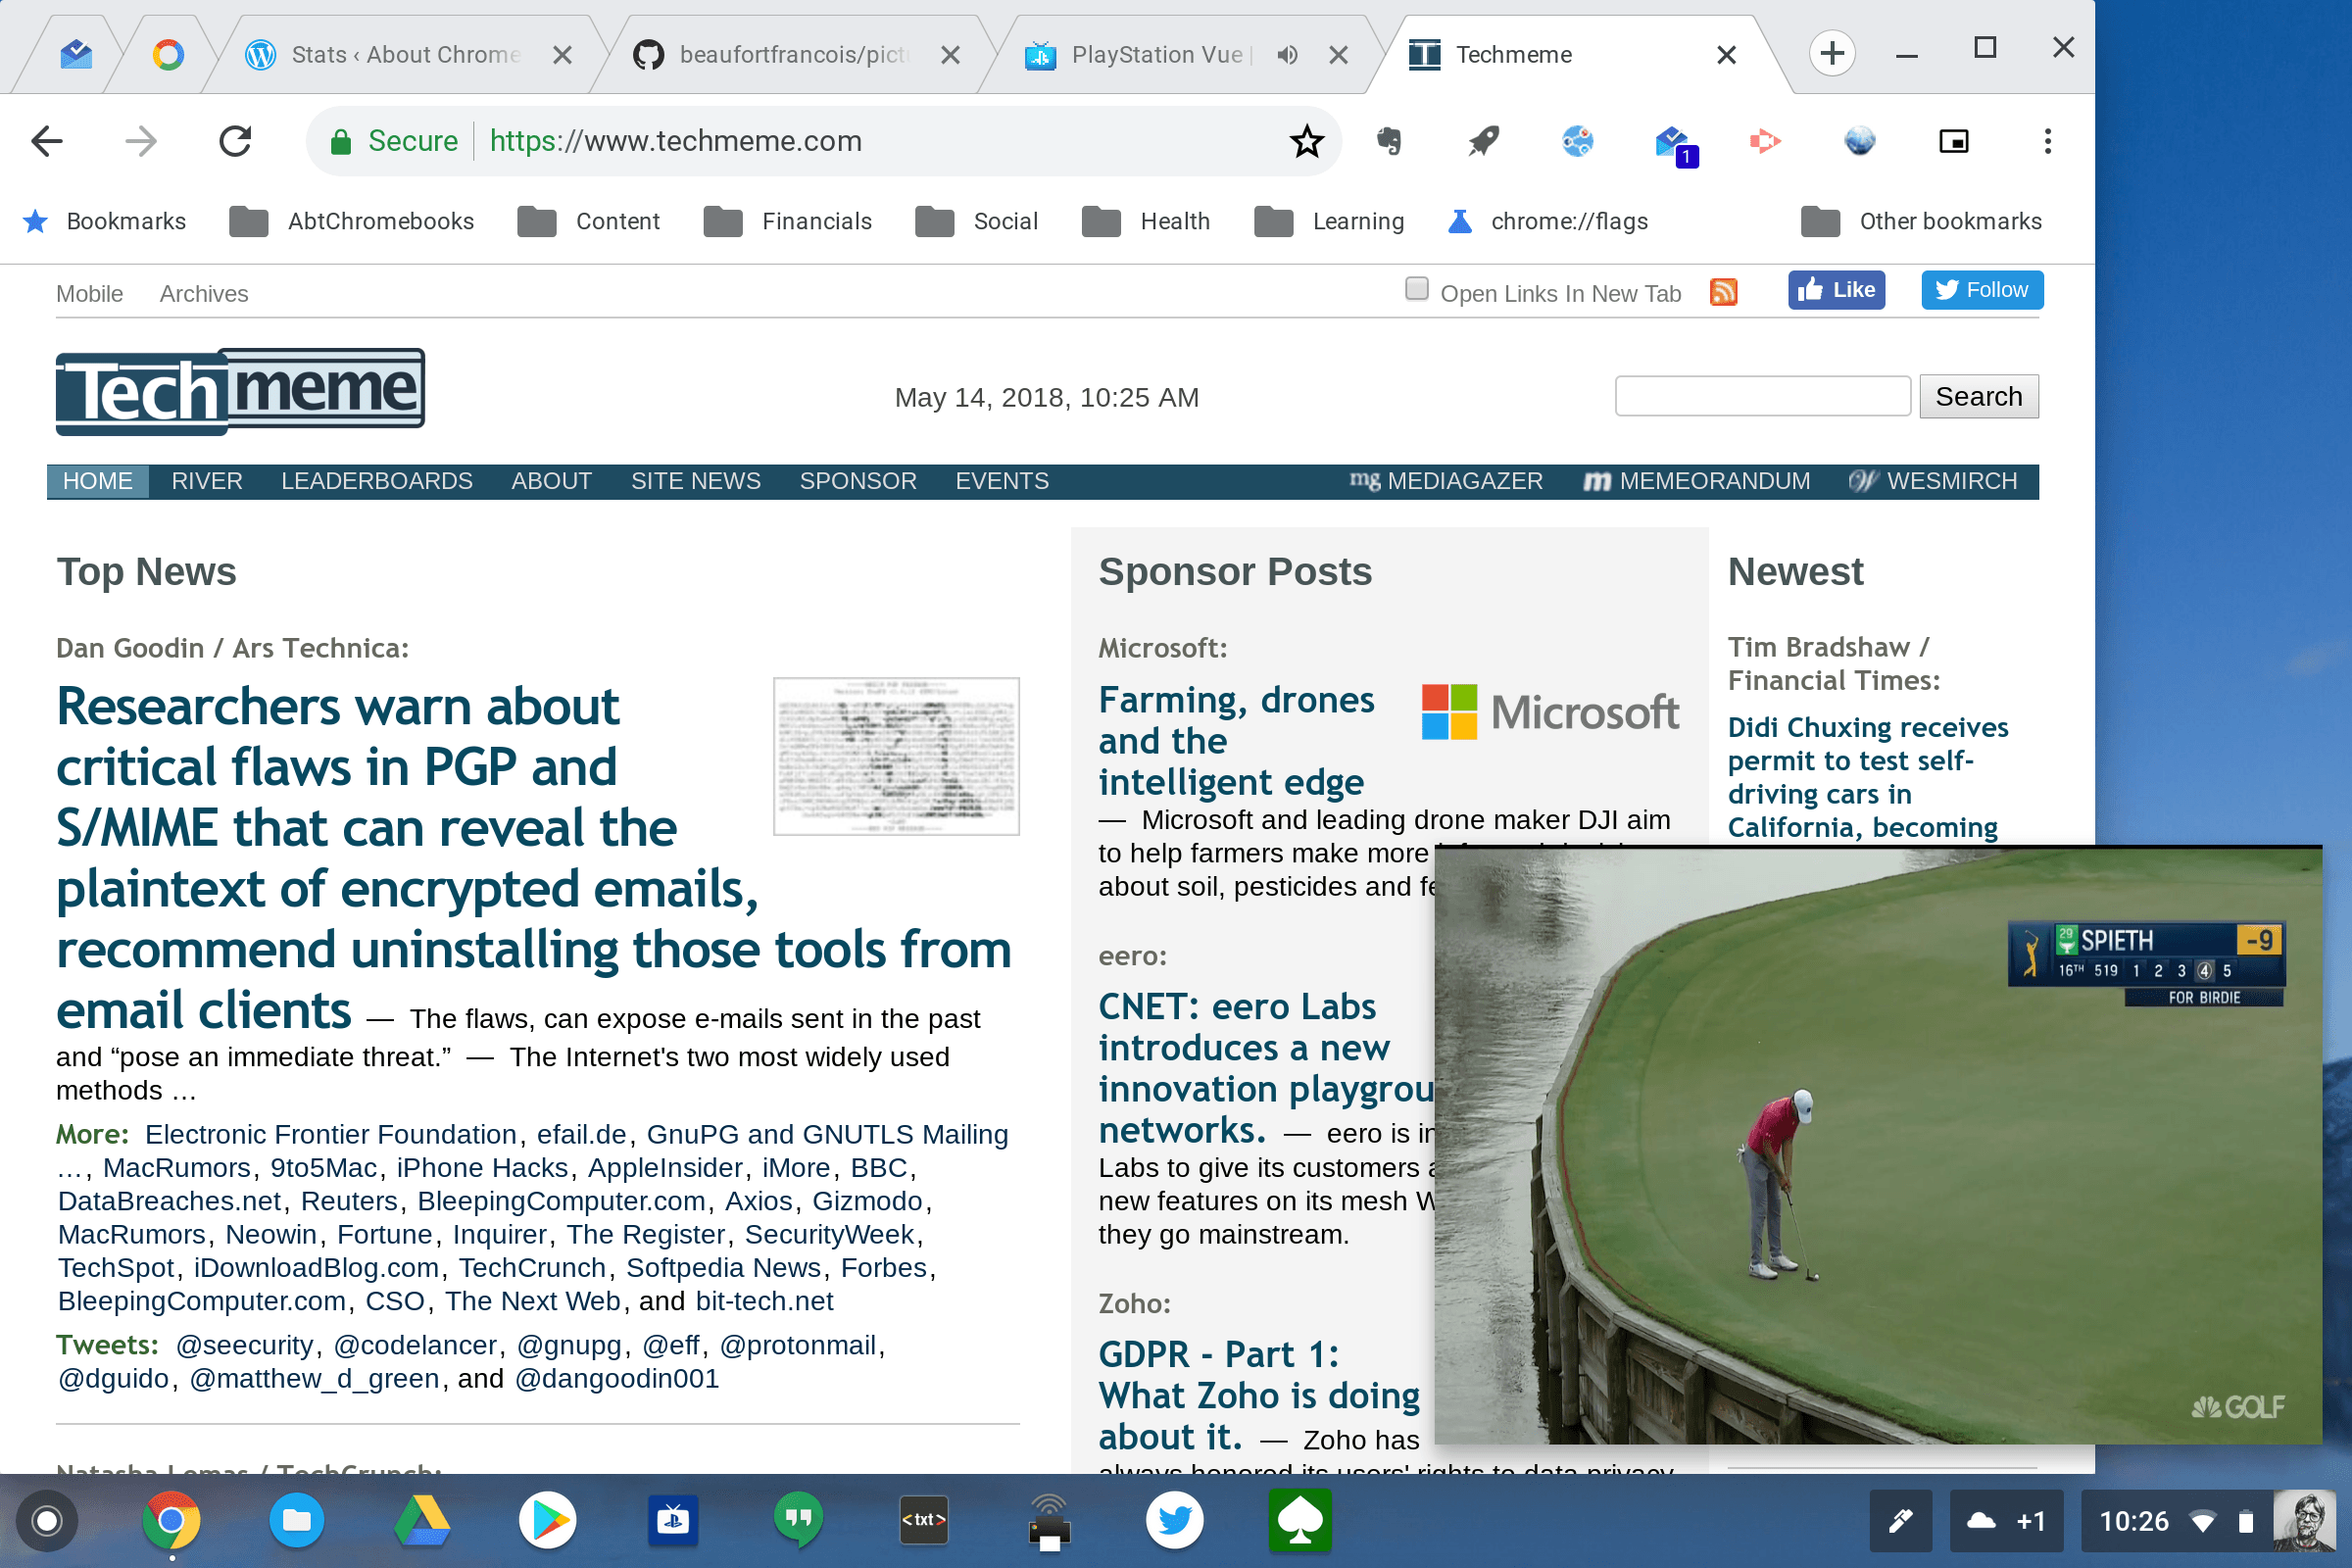 Stats ‹ About Chrome
beaufortfrancois/pict
PlayStation Vue |
Techmeme
Secure
https://www.techmeme.com
1
Bookmarks
AbtChromebooks
Content
Financials
Social
Health
Learning
chrome://flags
Other bookmarks
Mobile
Archives
Open Links In New Tab
Like
Follow
Techmeme
May 14, 2018, 10:25 AM
Search
HOME
RIVER
LEADERBOARDS
ABOUT
SITE NEWS
SPONSOR
EVENTS
mg MEDIAGAZER
m MEMEORANDUM
W WESMIRCH
Top News
Dan Goodin / Ars Technica:
Researchers warn about
critical flaws in PGP and
S/MIME that can reveal the
plaintext of encrypted emails,
recommend uninstalling those tools from
email clients — The flaws, can expose e-mails sent in the past
and “pose an immediate threat.” — The Internet's two most widely used
methods …
More: Electronic Frontier Foundation, efail.de, GnuPG and GNUTLS Mailing
…, MacRumors, 9to5Mac, iPhone Hacks, AppleInsider, iMore, BBC,
DataBreaches.net, Reuters, BleepingComputer.com, Axios, Gizmodo,
MacRumors, Neowin, Fortune, Inquirer, The Register, SecurityWeek,
TechSpot, iDownloadBlog.com, TechCrunch, Softpedia News, Forbes,
BleepingComputer.com, CSO, The Next Web, and bit-tech.net
Tweets: @seecurity, @codelancer, @gnupg, @eff, @protonmail,
@dguido, @matthew_d_green, and @dangoodin001
Natasha Lomas / TechCrunch:
Sponsor Posts
Microsoft:
Microsoft
Farming, drones
and the
intelligent edge
— Microsoft and leading drone maker DJI aim
to help farmers make more
about soil, pesticides and fe
eero:
CNET: eero Labs
introduces a new
innovation playgrou
networks. — eero is in
Labs to give its customers a
new features on its mesh W
they go mainstream.
Zoho:
GDPR - Part 1:
What Zoho is doing
about it. — Zoho has
always honored its users' rights to data privacy
Newest
Tim Bradshaw /
Financial Times:
Didi Chuxing receives
permit to test self-
driving cars in
California, becoming
29 SPIETH -9
16TH 519 1 2 3 4 5
FOR BIRDIE
GOLF
<txt>
+1
10:26